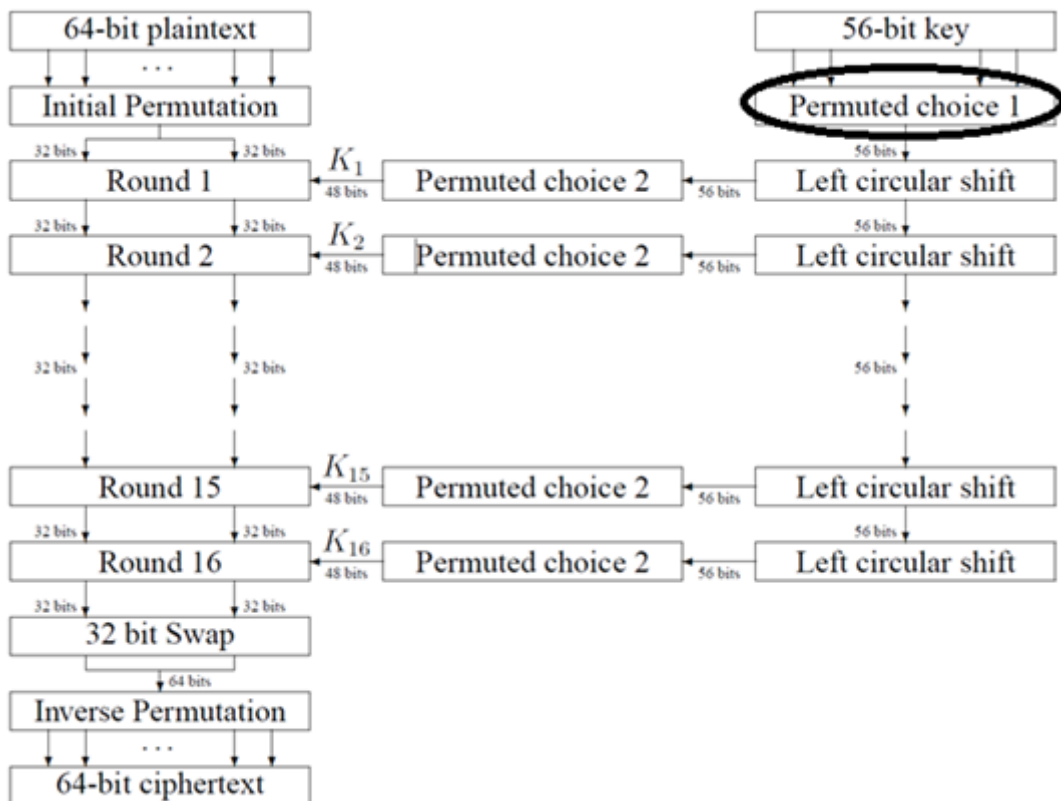 64-bit plaintext
56-bit key
. . .
Initial Permutation
Permuted choice 1
32 bits
32 bits
56 bits
Round 1
K1
48 bits
Permuted choice 2
56 bits
Left circular shift
32 bits
32 bits
56 bits
Round 2
K2
48 bits
Permuted choice 2
56 bits
Left circular shift
32 bits
32 bits
56 bits
Round 15
K15
48 bits
Permuted choice 2
56 bits
Left circular shift
32 bits
32 bits
56 bits
Round 16
K16
48 bits
Permuted choice 2
56 bits
Left circular shift
32 bits
32 bits
32 bit Swap
64 bits
Inverse Permutation
. . .
64-bit ciphertext